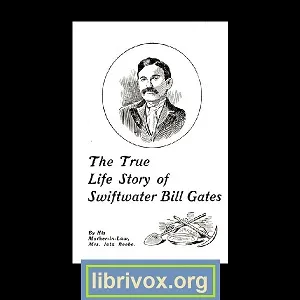 The True
Life Story of
Swiftwater Bill Gates
By His
Mother-in-Law,
Mrs. Iola Beebe.
librivox.org